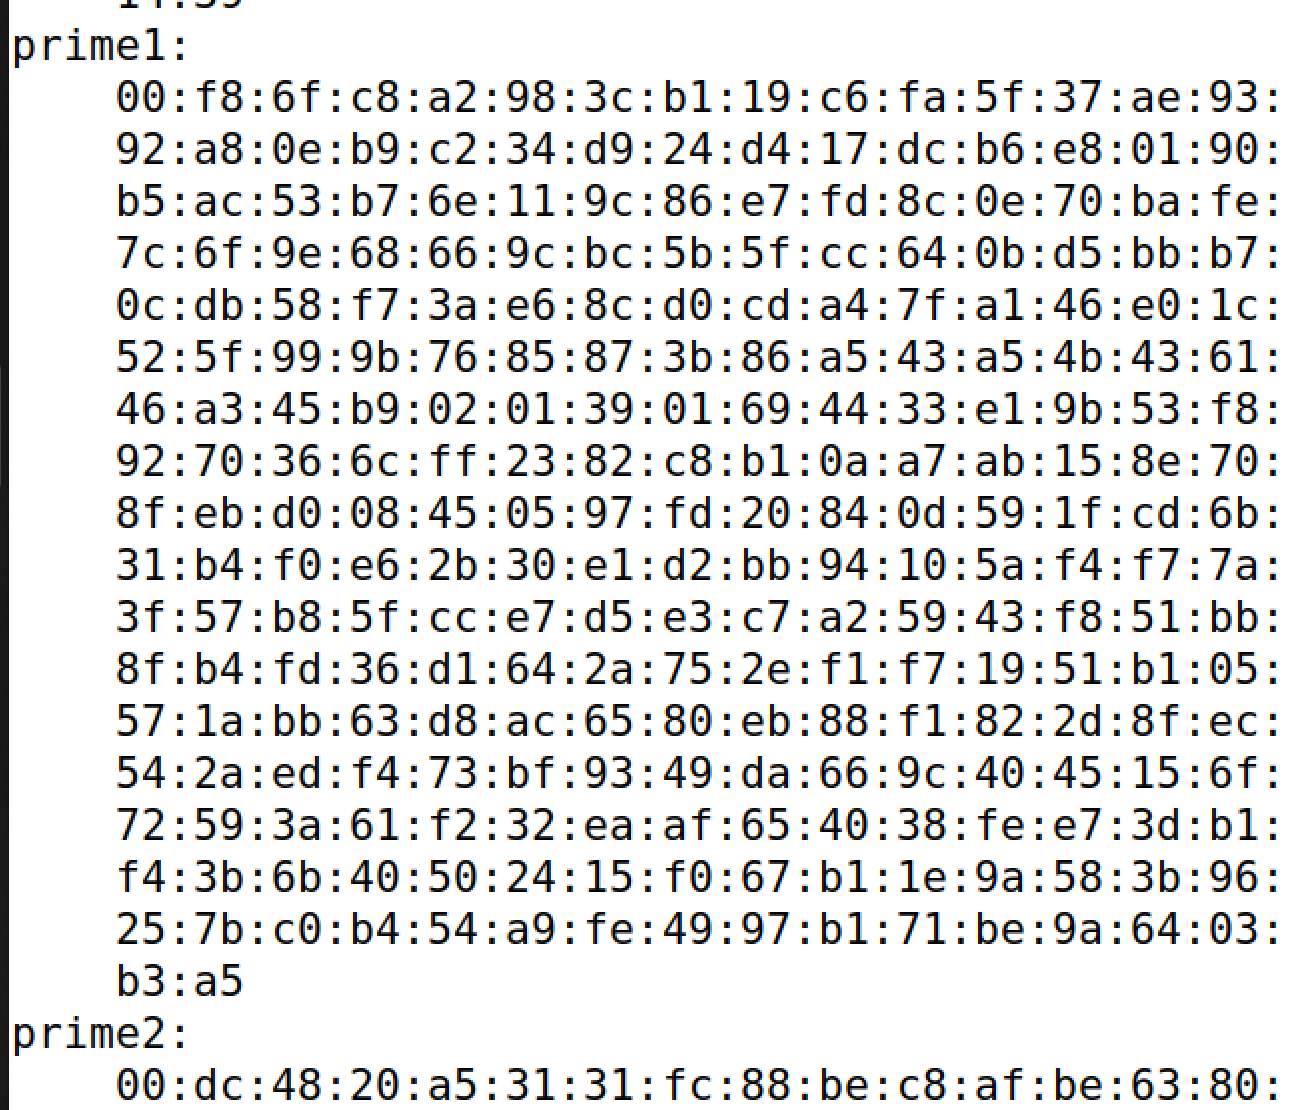 prime1:
00:f8:6f:c8:a2:98:3c:b1:19:c6:fa:5f:37:ae:93:
92:a8:0e:b9:c2:34:d9:24:d4:17:dc:b6:e8:01:90:
b5:ac:53:b7:6e:11:9c:86:e7:fd:8c:0e:70:ba:fe:
7c:6f:9e:68:66:9c:bc:5b:5f:cc:64:0b:d5:bb:b7:
0c:db:58:f7:3a:e6:8c:d0:cd:a4:7f:a1:46:e0:1c:
52:5f:99:9b:76:85:87:3b:86:a5:43:a5:4b:43:61:
46:a3:45:b9:02:01:39:01:69:44:33:e1:9b:53:f8:
92:70:36:6c:ff:23:82:c8:b1:0a:a7:ab:15:8e:70:
8f:eb:d0:08:45:05:97:fd:20:84:0d:59:1f:cd:6b:
31:b4:f0:e6:2b:30:e1:d2:bb:94:10:5a:f4:f7:7a:
3f:57:b8:5f:cc:e7:d5:e3:c7:a2:59:43:f8:51:bb:
8f:b4:fd:36:d1:64:2a:75:2e:f1:f7:19:51:b1:05:
57:1a:bb:63:d8:ac:65:80:eb:88:f1:82:2d:8f:ec:
54:2a:ed:f4:73:bf:93:49:da:66:9c:40:45:15:6f:
72:59:3a:61:f2:32:ea:af:65:40:38:fe:e7:3d:b1:
f4:3b:6b:40:50:24:15:f0:67:b1:1e:9a:58:3b:96:
25:7b:c0:b4:54:a9:fe:49:97:b1:71:be:9a:64:03:
b3:a5
prime2:
00:dc:48:20:a5:31:31:fc:88:be:c8:af:be:63:80: